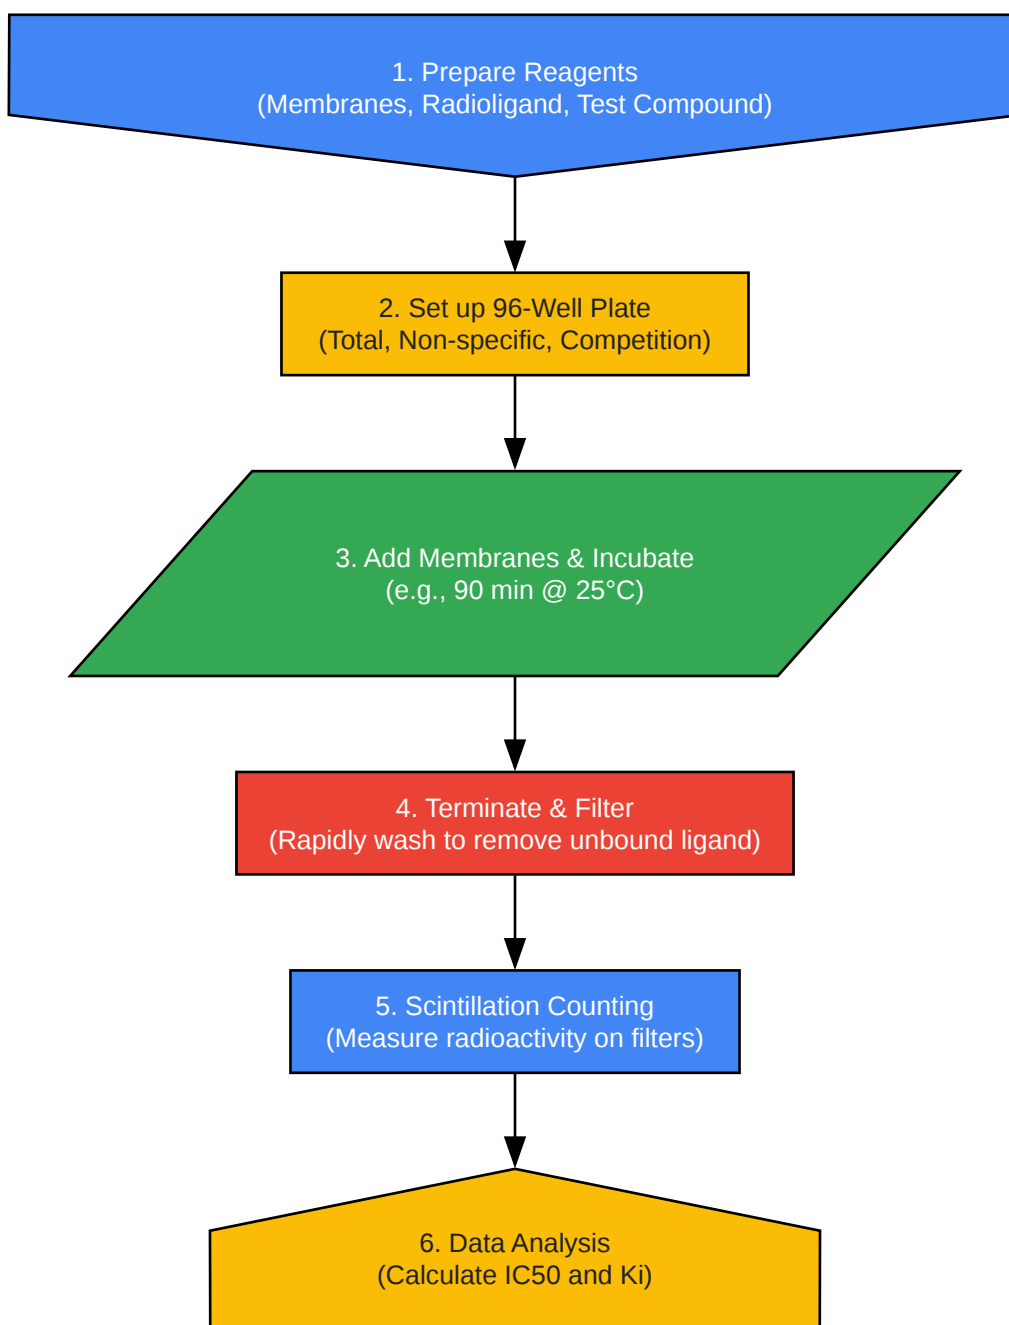 1. Prepare Reagents
(Membranes, Radioligand, Test Compound)
2. Set up 96-Well Plate
(Total, Non-specific, Competition)
3. Add Membranes & Incubate
(e.g., 90 min @ 25°C)
4. Terminate & Filter
(Rapidly wash to remove unbound ligand)
5. Scintillation Counting
(Measure radioactivity on filters)
6. Data Analysis
(Calculate IC50 and Ki)